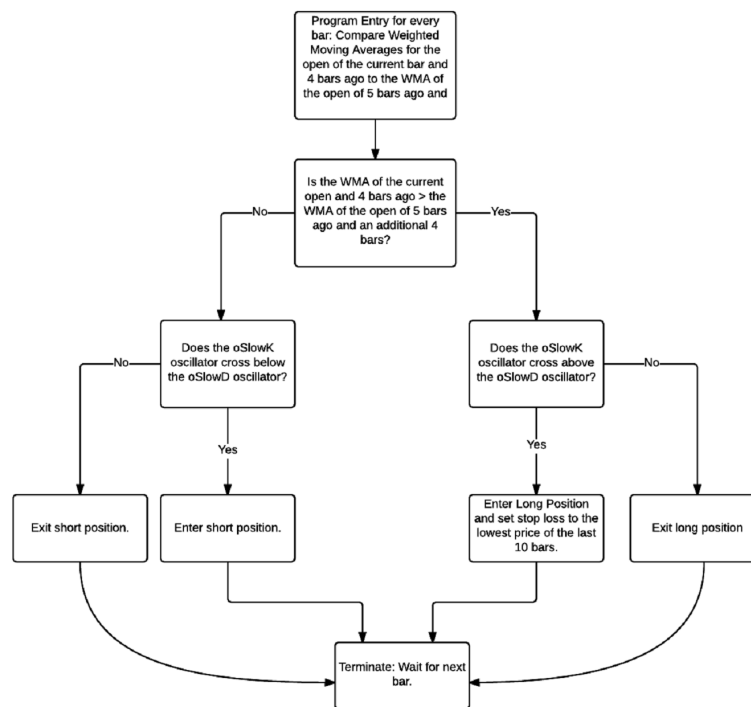 Program Entry for every
bar: Compare Weighted
Moving Averages for the
open of the current bar and
4 bars ago to the WMA of
the open of 5 bars ago and
Is the WMA of the current
open and 4 bars ago > the
WMA of the open of 5 bars
ago and an additional 4
bars?
No
Yes
Does the oSlowK
oscillator cross below
the oSlowD oscillator?
Does the oSlowK
oscillator cross above
the oSlowD oscillator?
No
No
Yes
Yes
Exit short position.
Enter short position.
Enter Long Position
and set stop loss to the
lowest price of the last
10 bars.
Exit long position
Terminate: Wait for next
bar.